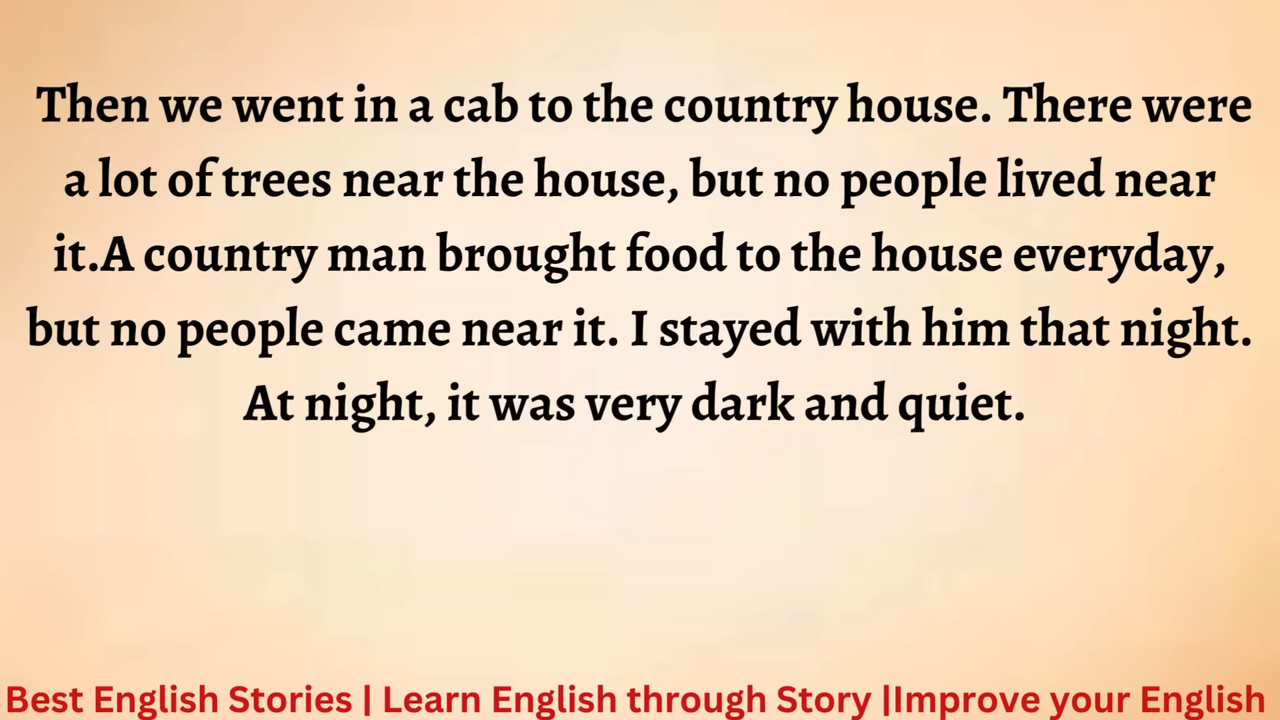 Then we went in a cab to the country house. There were
a lot of trees near the house, but no people lived near
it.A country man brought food to the house everyday,
but no people came near it. I stayed with him that night.
At night, it was very dark and quiet.
Best English Stories | Learn English through Story |Improve your English